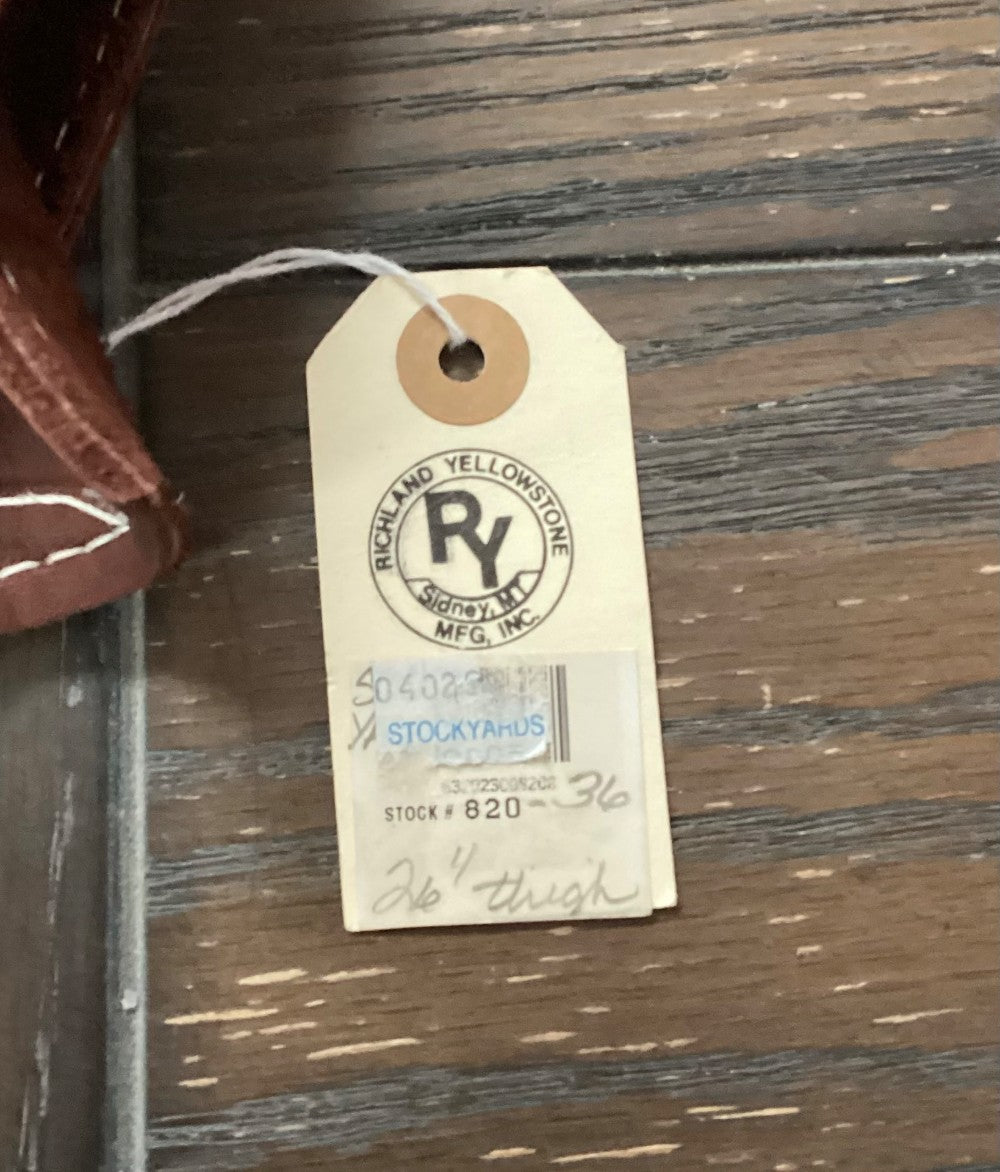 RICHLAND YELLOWSTONE
RY
Sidney, MT
MFG, INC.
STOCKYARDS
STOCK # 820-36
26" thigh